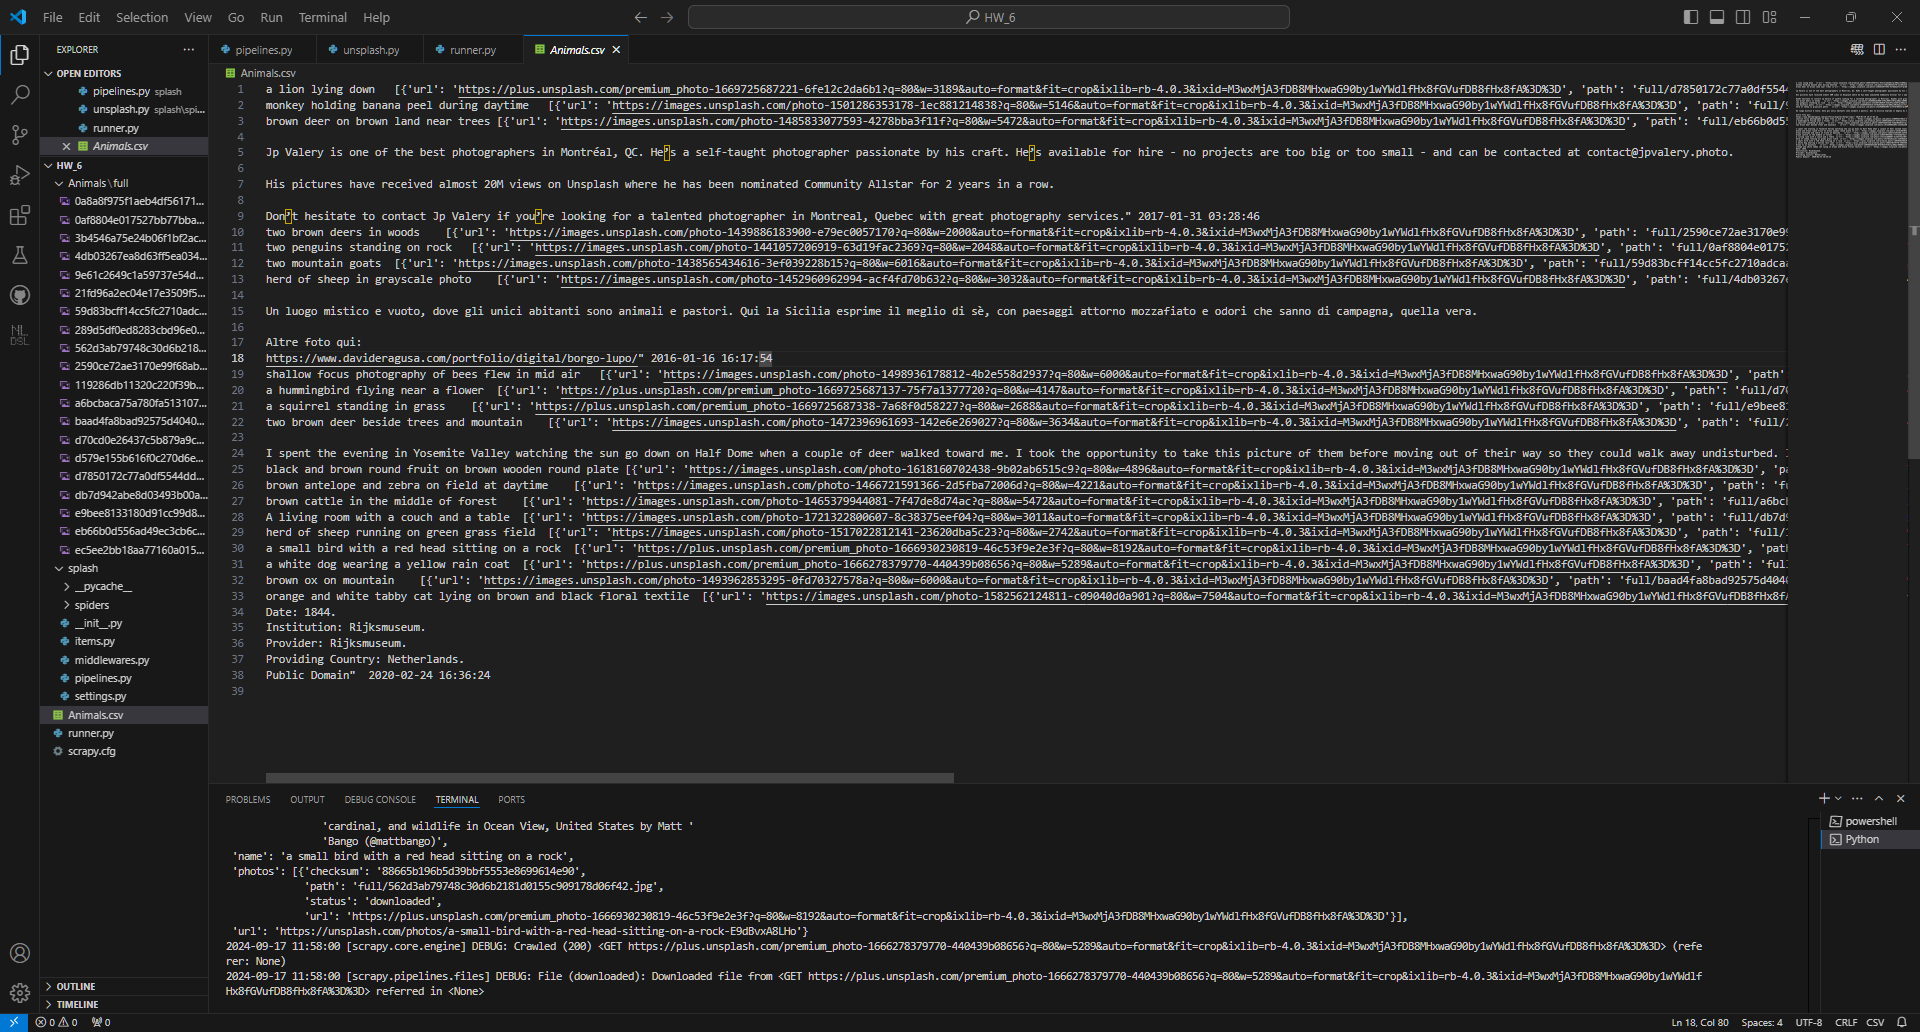 File Edit Selection View Go Run Terminal Help
HW_6
EXPLORER
pipelines.py unsplash.py runner.py Animals.csv
OPEN EDITORS
pipelines.py splash
unsplash.py splash\spi...
runner.py
Animals.csv
HW_6
Animals\full
0a8a8f975f1aeb4df56171...
0af8804e017527bb77bba...
3b4546a75e24b06f1bf2ac...
4db03267ea8d63ff5ea034...
9e61c2649c1a59737e54d...
21fd96a2ec04e17e3509f5...
59d83bcff14cc5fc2710adc...
289d5df0ed8283cbd96e0...
562d3ab79748c30d6b218...
2590ce72ae3170e99f68ab...
119286db11320c220f39b...
a6bcbaca75a780fa513107...
baad4fa8bad92575d4040...
d70cd0e26437c5b879a9c...
d579e155b616f0c270d6e...
d7850172c77a0df5544dd...
db7d942abe8d03493b00a...
e9bee8133180d91cc99d8...
eb66b0d556ad49ec3cb6c...
ec5ee2bb18aa77160a015...
splash
__pycache__
spiders
__init__.py
items.py
middlewares.py
pipelines.py
settings.py
Animals.csv
runner.py
scrapy.cfg
OUTLINE
TIMELINE
Animals.csv
1 a lion lying down [{'url': 'https://plus.unsplash.com/premium_photo-1669725687221-6fe12c2da6b1?q=80&w=3189&auto=format&fit=crop&ixlib=rb-4.0.3&ixid=M3wxMjA3fDB8MHxwaG90by1wYWdlfHx8fGVufDB8fHx8fA%3D%3D', 'path': 'full/d7850172c77a0df5544
2 monkey holding banana peel during daytime [{'url': 'https://images.unsplash.com/photo-1501286353178-1ec881214838?q=80&w=5146&auto=format&fit=crop&ixlib=rb-4.0.3&ixid=M3wxMjA3fDB8MHxwaG90by1wYWdlfHx8fGVufDB8fHx8fA%3D%3D', 'path': 'full/9
3 brown deer on brown land near trees [{'url': 'https://images.unsplash.com/photo-1485833077593-4278bba3f11f?q=80&w=5472&auto=format&fit=crop&ixlib=rb-4.0.3&ixid=M3wxMjA3fDB8MHxwaG90by1wYWdlfHx8fGVufDB8fHx8fA%3D%3D', 'path': 'full/eb66b0d55
4
5 Jp Valery is one of the best photographers in Montréal, QC. He’s a self-taught photographer passionate by his craft. He’s available for hire - no projects are too big or too small - and can be contacted at contact@jpvalery.photo.
6
7 His pictures have received almost 20M views on Unsplash where he has been nominated Community Allstar for 2 years in a row.
8
9 Don’t hesitate to contact Jp Valery if you’re looking for a talented photographer in Montreal, Quebec with great photography services." 2017-01-31 03:28:46
10 two brown deers in woods [{'url': 'https://images.unsplash.com/photo-1439886183900-e79ec0057170?q=80&w=2000&auto=format&fit=crop&ixlib=rb-4.0.3&ixid=M3wxMjA3fDB8MHxwaG90by1wYWdlfHx8fGVufDB8fHx8fA%3D%3D', 'path': 'full/2590ce72ae3170e99
11 two penguins standing on rock [{'url': 'https://images.unsplash.com/photo-1441057206919-63d19fac2369?q=80&w=2048&auto=format&fit=crop&ixlib=rb-4.0.3&ixid=M3wxMjA3fDB8MHxwaG90by1wYWdlfHx8fGVufDB8fHx8fA%3D%3D', 'path': 'full/0af8804e01752
12 two mountain goats [{'url': 'https://images.unsplash.com/photo-1438565434616-3ef039228b15?q=80&w=6016&auto=format&fit=crop&ixlib=rb-4.0.3&ixid=M3wxMjA3fDB8MHxwaG90by1wYWdlfHx8fGVufDB8fHx8fA%3D%3D', 'path': 'full/59d83bcff14cc5fc2710adcaa
13 herd of sheep in grayscale photo [{'url': 'https://images.unsplash.com/photo-1452960962994-acf4fd70b632?q=80&w=3032&auto=format&fit=crop&ixlib=rb-4.0.3&ixid=M3wxMjA3fDB8MHxwaG90by1wYWdlfHx8fGVufDB8fHx8fA%3D%3D', 'path': 'full/4db03267e
14
15 Un luogo mistico e vuoto, dove gli unici abitanti sono animali e pastori. Qui la Sicilia esprime il meglio di sè, con paesaggi attorno mozzafiato e odori che sanno di campagna, quella vera.
16
17 Altre foto qui:
18 https://www.davideragusa.com/portfolio/digital/borgo-lupo/" 2016-01-16 16:17:54
19 shallow focus photography of bees flew in mid air [{'url': 'https://images.unsplash.com/photo-1498936178812-4b2e558d2937?q=80&w=6000&auto=format&fit=crop&ixlib=rb-4.0.3&ixid=M3wxMjA3fDB8MHxwaG90by1wYWdlfHx8fGVufDB8fHx8fA%3D%3D', 'path':
20 a hummingbird flying near a flower [{'url': 'https://plus.unsplash.com/premium_photo-1669725687137-75f7a1377720?q=80&w=4147&auto=format&fit=crop&ixlib=rb-4.0.3&ixid=M3wxMjA3fDB8MHxwaG90by1wYWdlfHx8fGVufDB8fHx8fA%3D%3D', 'path': 'full/d70
21 a squirrel standing in grass [{'url': 'https://plus.unsplash.com/premium_photo-1669725687338-7a68f0d58227?q=80&w=2688&auto=format&fit=crop&ixlib=rb-4.0.3&ixid=M3wxMjA3fDB8MHxwaG90by1wYWdlfHx8fGVufDB8fHx8fA%3D%3D', 'path': 'full/e9bee81
22 two brown deer beside trees and mountain [{'url': 'https://images.unsplash.com/photo-1472396961693-142e6e269027?q=80&w=3634&auto=format&fit=crop&ixlib=rb-4.0.3&ixid=M3wxMjA3fDB8MHxwaG90by1wYWdlfHx8fGVufDB8fHx8fA%3D%3D', 'path': 'full/2
23
24 I spent the evening in Yosemite Valley watching the sun go down on Half Dome when a couple of deer walked toward me. I took the opportunity to take this picture of them before moving out of their way so they could walk away undisturbed.
25 black and brown round fruit on brown wooden round plate [{'url': 'https://images.unsplash.com/photo-1618160702438-9b02ab6515c9?q=80&w=4896&auto=format&fit=crop&ixlib=rb-4.0.3&ixid=M3wxMjA3fDB8MHxwaG90by1wYWdlfHx8fGVufDB8fHx8fA%3D%3D', 'pa
26 brown antelope and zebra on field at daytime [{'url': 'https://images.unsplash.com/photo-1466721591366-2d5fba72006d?q=80&w=4221&auto=format&fit=crop&ixlib=rb-4.0.3&ixid=M3wxMjA3fDB8MHxwaG90by1wYWdlfHx8fGVufDB8fHx8fA%3D%3D', 'path': 'fu
27 brown cattle in the middle of forest [{'url': 'https://images.unsplash.com/photo-1465379944081-7f47de8d74ac?q=80&w=5472&auto=format&fit=crop&ixlib=rb-4.0.3&ixid=M3wxMjA3fDB8MHxwaG90by1wYWdlfHx8fGVufDB8fHx8fA%3D%3D', 'path': 'full/a6bcb
28 A living room with a couch and a table [{'url': 'https://images.unsplash.com/photo-1721322800607-8c38375eef04?q=80&w=3011&auto=format&fit=crop&ixlib=rb-4.0.3&ixid=M3wxMjA3fDB8MHxwaG90by1wYWdlfHx8fGVufDB8fHx8fA%3D%3D', 'path': 'full/db7d9
29 herd of sheep running on green grass field [{'url': 'https://images.unsplash.com/photo-1517022812141-23620dba5c23?q=80&w=2742&auto=format&fit=crop&ixlib=rb-4.0.3&ixid=M3wxMjA3fDB8MHxwaG90by1wYWdlfHx8fGVufDB8fHx8fA%3D%3D', 'path': 'full/1
30 a small bird with a red head sitting on a rock [{'url': 'https://plus.unsplash.com/premium_photo-1666930230819-46c53f9e2e3f?q=80&w=8192&auto=format&fit=crop&ixlib=rb-4.0.3&ixid=M3wxMjA3fDB8MHxwaG90by1wYWdlfHx8fGVufDB8fHx8fA%3D%3D', 'pat
31 a white dog wearing a yellow rain coat [{'url': 'https://plus.unsplash.com/premium_photo-1666278379770-440439b08656?q=80&w=5289&auto=format&fit=crop&ixlib=rb-4.0.3&ixid=M3wxMjA3fDB8MHxwaG90by1wYWdlfHx8fGVufDB8fHx8fA%3D%3D', 'path': 'ful
32 brown ox on mountain [{'url': 'https://images.unsplash.com/photo-1493962853295-0fd70327578a?q=80&w=6000&auto=format&fit=crop&ixlib=rb-4.0.3&ixid=M3wxMjA3fDB8MHxwaG90by1wYWdlfHx8fGVufDB8fHx8fA%3D%3D', 'path': 'full/baad4fa8bad92575d4040
33 orange and white tabby cat lying on brown and black floral textile [{'url': 'https://images.unsplash.com/photo-1582562124811-c09040d0a901?q=80&w=7504&auto=format&fit=crop&ixlib=rb-4.0.3&ixid=M3wxMjA3fDB8MHxwaG90by1wYWdlfHx8fGVufDB8fHx8fA
34 Date: 1844.
35 Institution: Rijksmuseum.
36 Provider: Rijksmuseum.
37 Providing Country: Netherlands.
38 Public Domain" 2020-02-24 16:36:24
39
PROBLEMS OUTPUT DEBUG CONSOLE TERMINAL PORTS
powershell
Python
'cardinal, and wildlife in Ocean View, United States by Matt '
'Bango (@mattbango)',
'name': 'a small bird with a red head sitting on a rock',
'photos': [{'checksum': '88665b196b5d39bbf5553e8699614e90',
'path': 'full/562d3ab79748c30d6b2181d0155c909178d06f42.jpg',
'status': 'downloaded',
'url': 'https://plus.unsplash.com/premium_photo-1666930230819-46c53f9e2e3f?q=80&w=8192&auto=format&fit=crop&ixlib=rb-4.0.3&ixid=M3wxMjA3fDB8MHxwaG90by1wYWdlfHx8fGVufDB8fHx8fA%3D%3D'}],
'url': 'https://unsplash.com/photos/a-small-bird-with-a-red-head-sitting-on-a-rock-E9dBvxA8LHo'}
2024-09-17 11:58:00 [scrapy.core.engine] DEBUG: Crawled (200) <GET https://plus.unsplash.com/premium_photo-1666278379770-440439b08656?q=80&w=5289&auto=format&fit=crop&ixlib=rb-4.0.3&ixid=M3wxMjA3fDB8MHxwaG90by1wYWdlfHx8fGVufDB8fHx8fA%3D%3D> (refe
rer: None)
2024-09-17 11:58:00 [scrapy.pipelines.files] DEBUG: File (downloaded): Downloaded file from <GET https://plus.unsplash.com/premium_photo-1666278379770-440439b08656?q=80&w=5289&auto=format&fit=crop&ixlib=rb-4.0.3&ixid=M3wxMjA3fDB8MHxwaG90by1wYWdlf
Hx8fGVufDB8fHx8fA%3D%3D> referred in <None>
0 0 0 Ln 18, Col 80 Spaces: 4 UTF-8 CRLF CSV